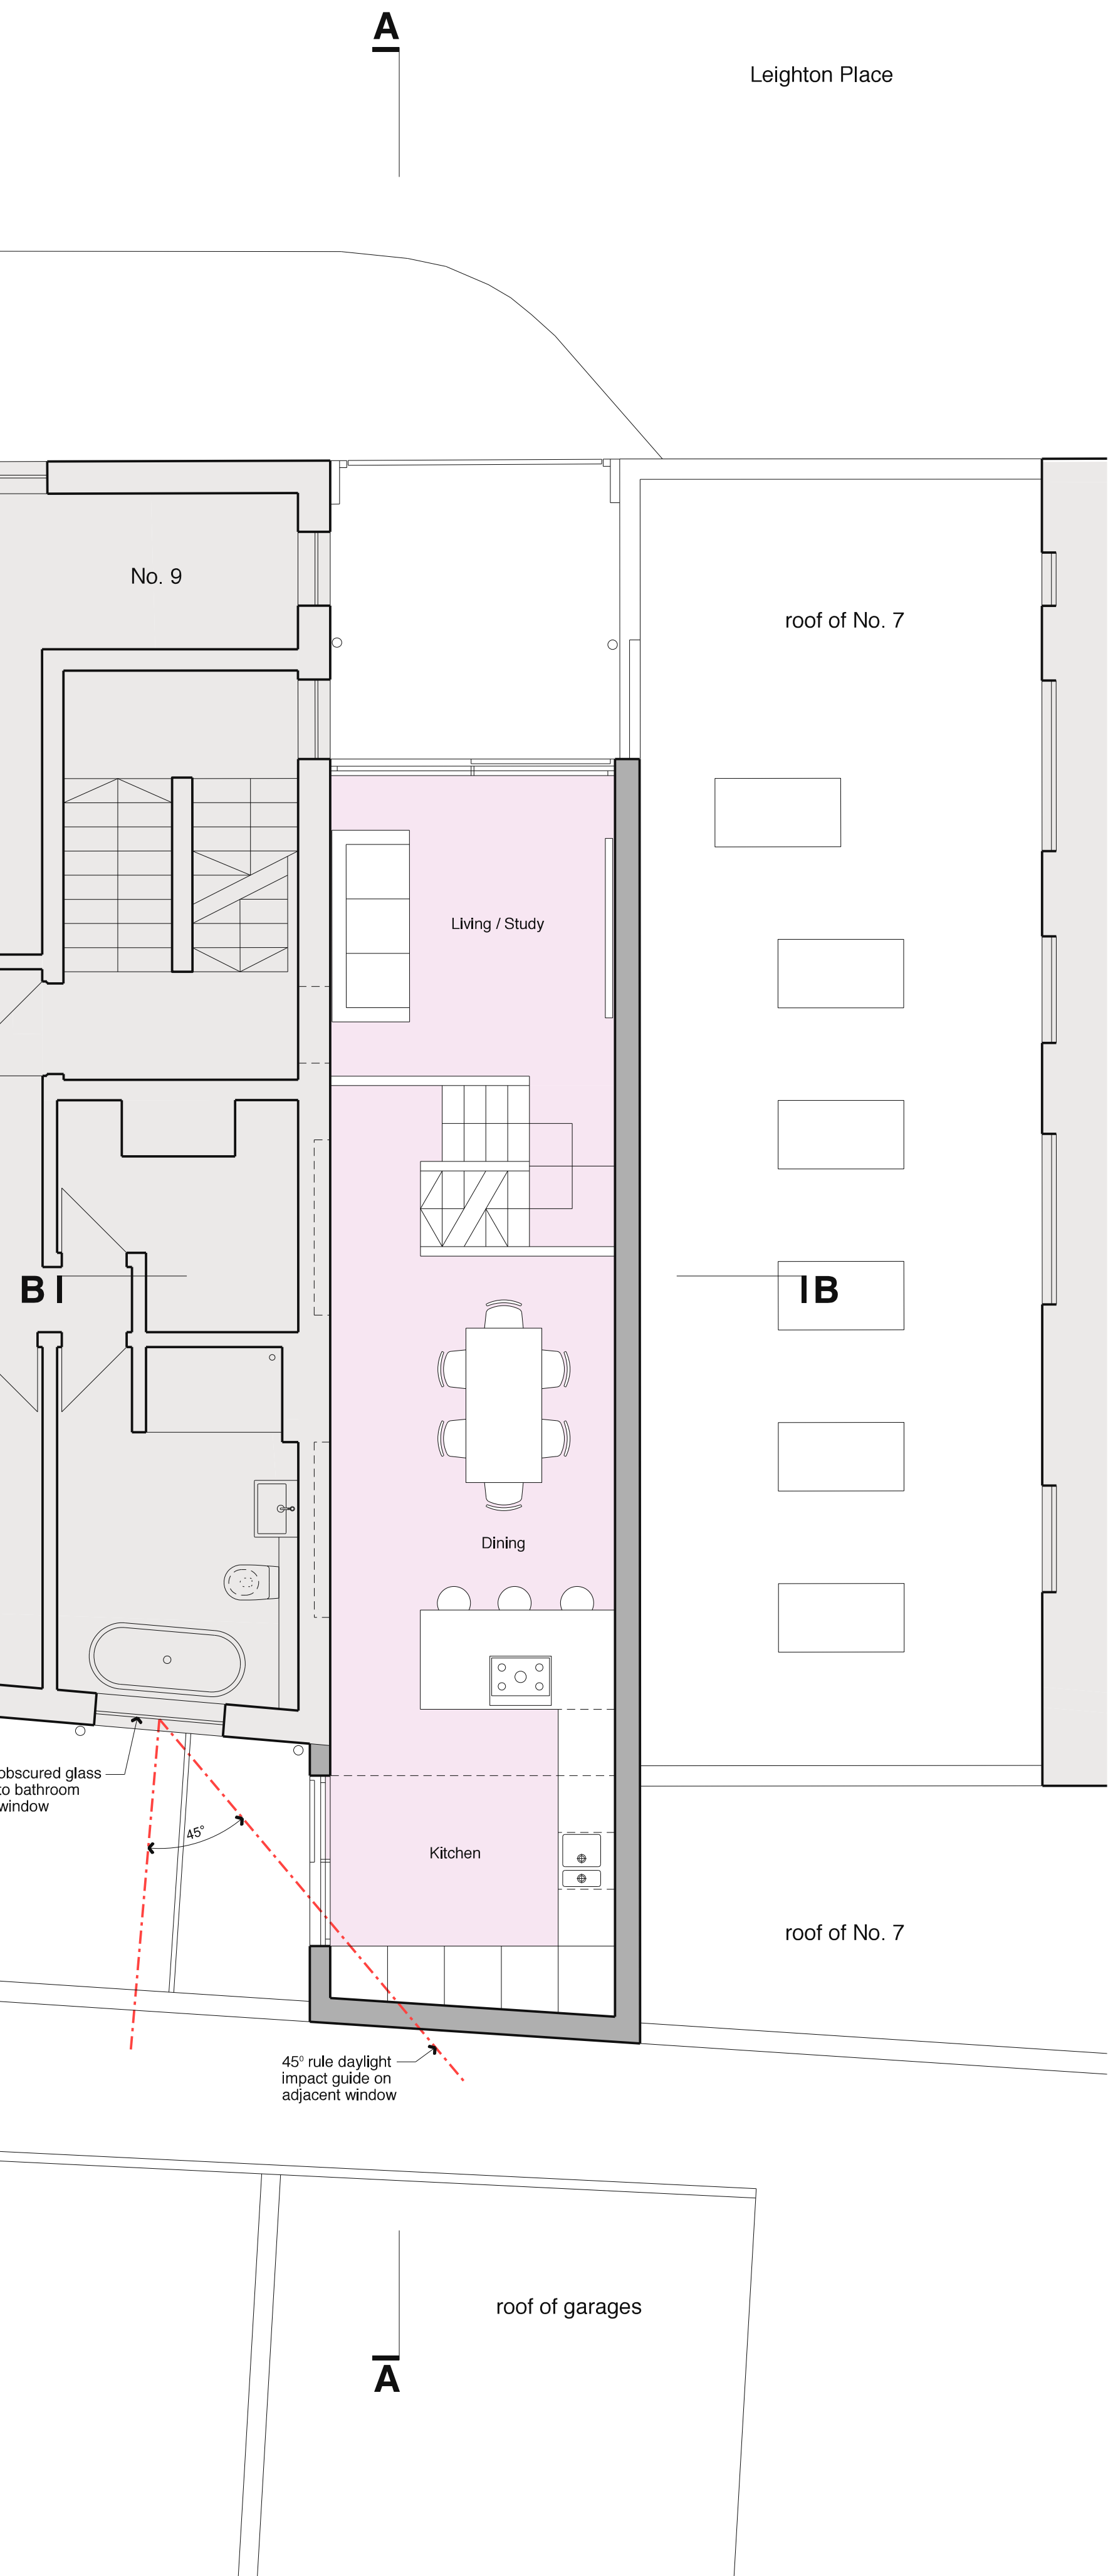 A
Leighton Place
No. 9
roof of No. 7
Living / Study
B
B
Dining
obscured glass
to bathroom
window
45°
Kitchen
roof of No. 7
45⁰ rule daylight
impact guide on
adjacent window
roof of garages
A